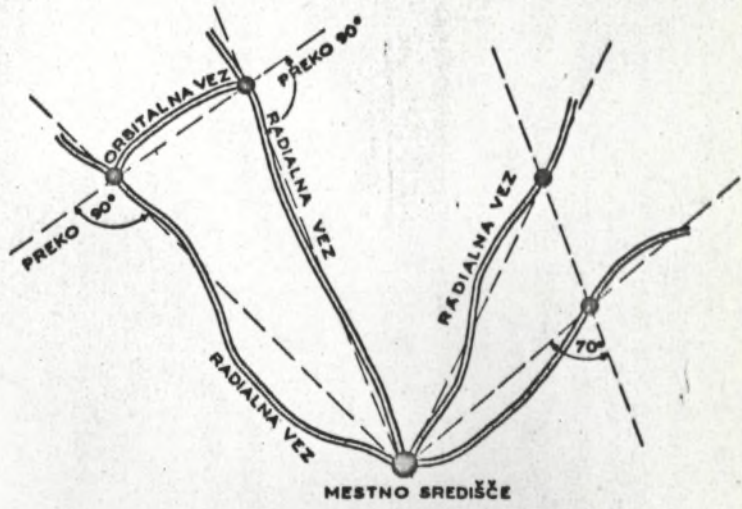 ORBITALNA VEZ
PREKO 90°
RADIALNA VEZ
PREKO 90°
RADIALNA VEZ
RADIALNA VEZ
70°
MESTNO SREDIŠČE